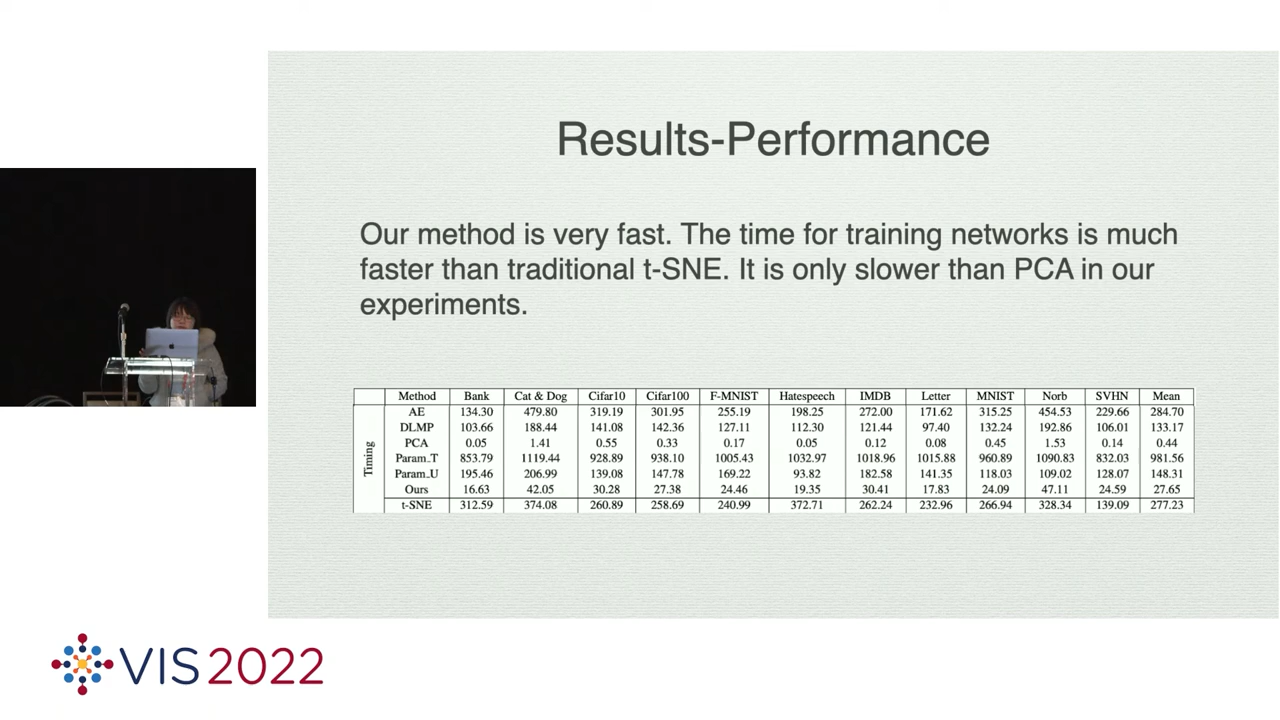 Results-Performance
Our method is very fast. The time for training networks is much
faster than traditional t-SNE. It is only slower than PCA in our
experiments.
Method Bank Cat & Dog Cifar10 Cifar100 F-MNIST Hatespeech IMDB Letter MNIST Norb SVHN Mean
Timing
AE 134.30 479.80 319.19 301.95 255.19 198.25 272.00 171.62 315.25 454.53 229.66 284.70
DLMP 103.66 188.44 141.08 142.36 127.11 112.30 121.44 97.40 132.24 192.86 106.01 133.17
PCA 0.05 1.41 0.55 0.33 0.17 0.05 0.12 0.08 0.45 1.53 0.14 0.44
Param_T 853.79 1119.44 928.89 938.10 1005.43 1032.97 1018.96 1015.88 960.89 1090.83 832.03 981.56
Param_U 195.46 206.99 139.08 147.78 169.22 93.82 182.58 141.35 118.03 109.02 128.07 148.31
Ours 16.63 42.05 30.28 27.38 24.46 19.35 30.41 17.83 24.09 47.11 24.59 27.65
t-SNE 312.59 374.08 260.89 258.69 240.99 372.71 262.24 232.96 266.94 328.34 139.09 277.23
VIS2022